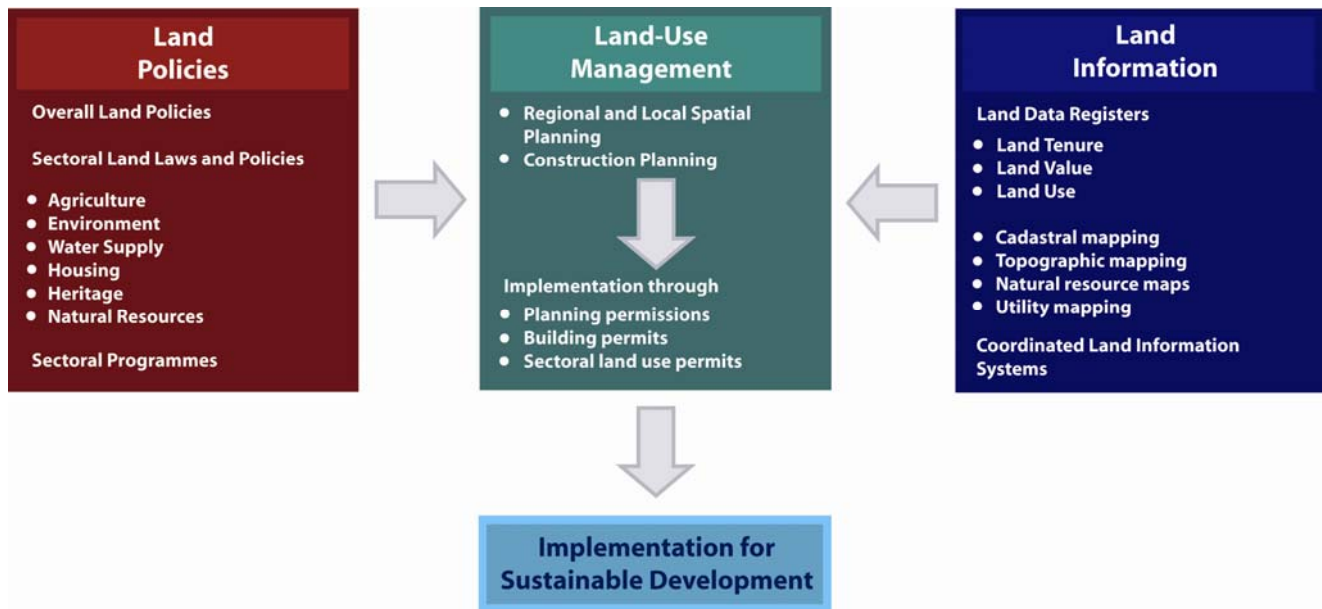 Land
Policies
Overall Land Policies
Sectoral Land Laws and Policies
• Agriculture
• Environment
• Water Supply
• Housing
• Heritage
• Natural Resources
Sectoral Programmes
Land-Use
Management
• Regional and Local Spatial
Planning
• Construction Planning
Implementation through
• Planning permissions
• Building permits
• Sectoral land use permits
Land
Information
Land Data Registers
• Land Tenure
• Land Value
• Land Use
• Cadastral mapping
• Topographic mapping
• Natural resource maps
• Utility mapping
Coordinated Land Information
Systems
Implementation for
Sustainable Development